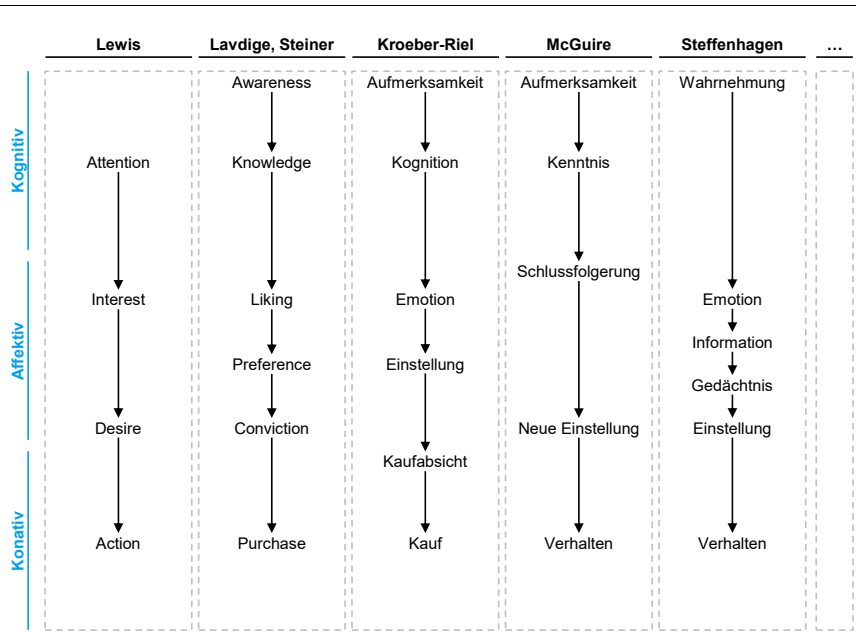 Lewis
Lavdige, Steiner
Kroeber-Riel
McGuire
Steffenhagen
…
Kognitiv
Affektiv
Konativ
Attention
Interest
Desire
Action
Awareness
Knowledge
Liking
Preference
Conviction
Purchase
Aufmerksamkeit
Kognition
Emotion
Einstellung
Kaufabsicht
Kauf
Aufmerksamkeit
Kenntnis
Schlussfolgerung
Neue Einstellung
Verhalten
Wahrnehmung
Emotion
Information
Gedächtnis
Einstellung
Verhalten